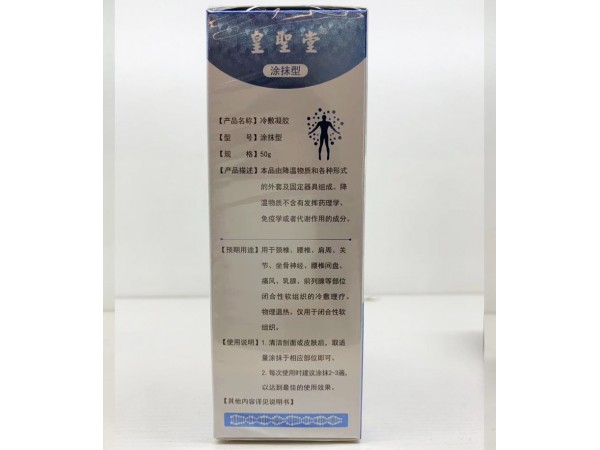 皇聖堂
涂抹型
【产品名称】冷敷凝胶
【型　　号】涂抹型
【规　　格】50g
【产品描述】本品由降温物质和各种形式
的外套及固定器具组成。降
温物质不含有发挥药理学、
免疫学或者代谢作用的成分。
【预期用途】用于颈椎、腰椎、肩周、关
节、坐骨神经、腰椎间盘、
痛风、乳腺、前列腺等部位
闭合性软组织的冷敷理疗、
物理退热。仅用于闭合性软
组织。
【使用说明】1.清洁创面或皮肤后，取适
量涂抹于相应部位即可。
2.每次使用时建议涂抹2-3遍，
以达到最佳的使用效果。
【其他内容详见说明书】